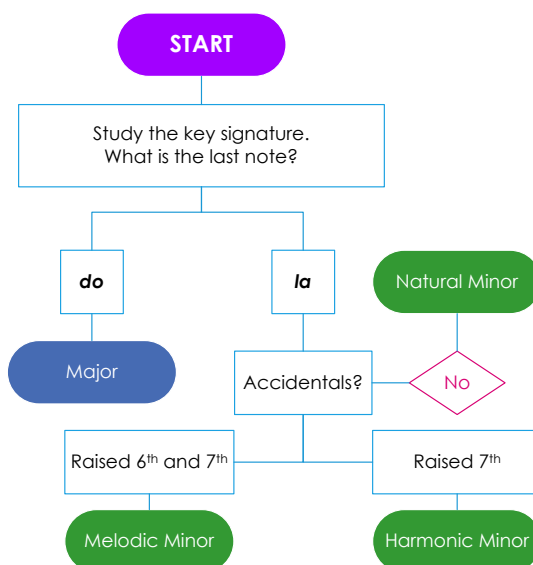 START
Study the key signature.
What is the last note?
do
la
Natural Minor
Major
Accidentals?
No
Raised 6th and 7th
Raised 7th
Melodic Minor
Harmonic Minor